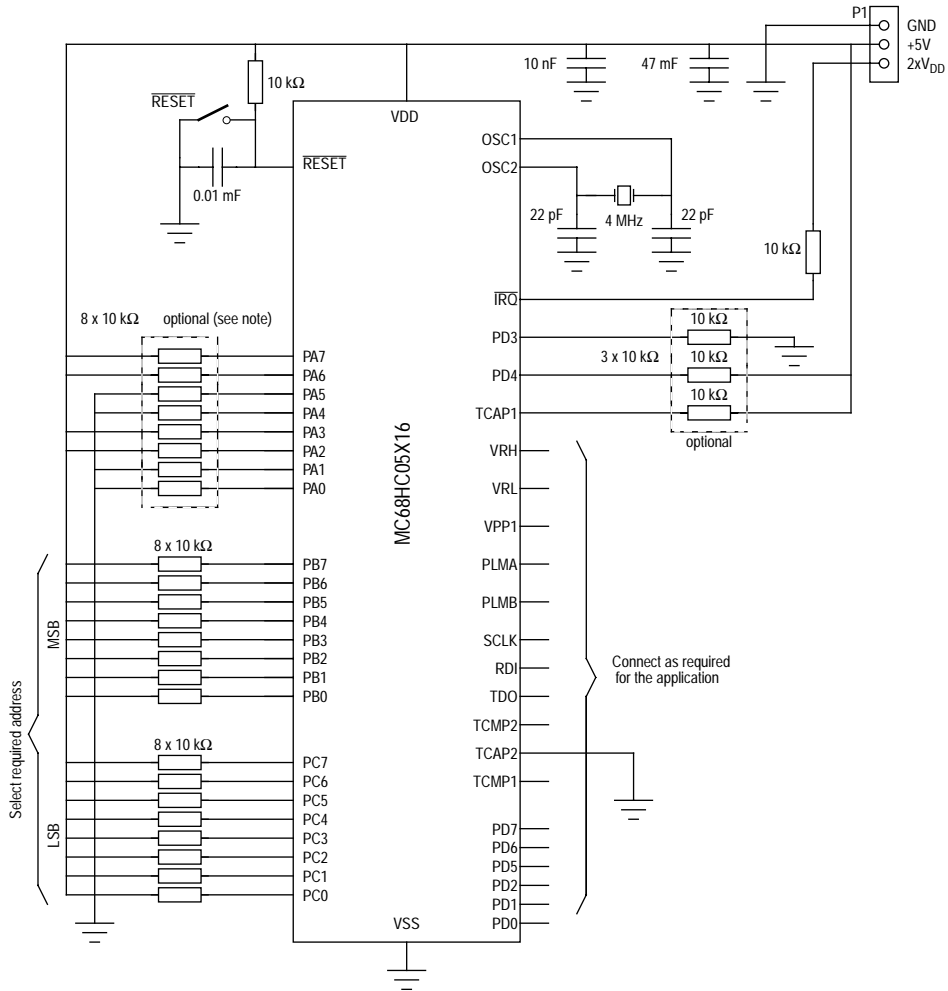 P1
GND
+5V
2xVDD
10 kΩ
10 nF
47 mF
RESET
VDD
OSC1
RESET
OSC2
0.01 mF
22 pF
4 MHz
22 pF
10 kΩ
IRQ
8 x 10 kΩ
optional (see note)
10 kΩ
PA7
PD3
PA6
3 x 10 kΩ
10 kΩ
PA5
PD4
PA4
10 kΩ
PA3
TCAP1
PA2
optional
PA1
VRH
PA0
VRL
MC68HC05X16
VPP1
8 x 10 kΩ
PB7
PLMA
PB6
PB5
PLMB
PB4
PB3
SCLK
PB2
RDI
PB1
TDO
PB0
MSB
Connect as required
for the application
TCMP2
8 x 10 kΩ
TCAP2
PC7
PC6
TCMP1
PC5
PC4
PC3
PC2
PC1
PC0
LSB
Select required address
PD7
PD6
PD5
PD2
PD1
PD0
VSS